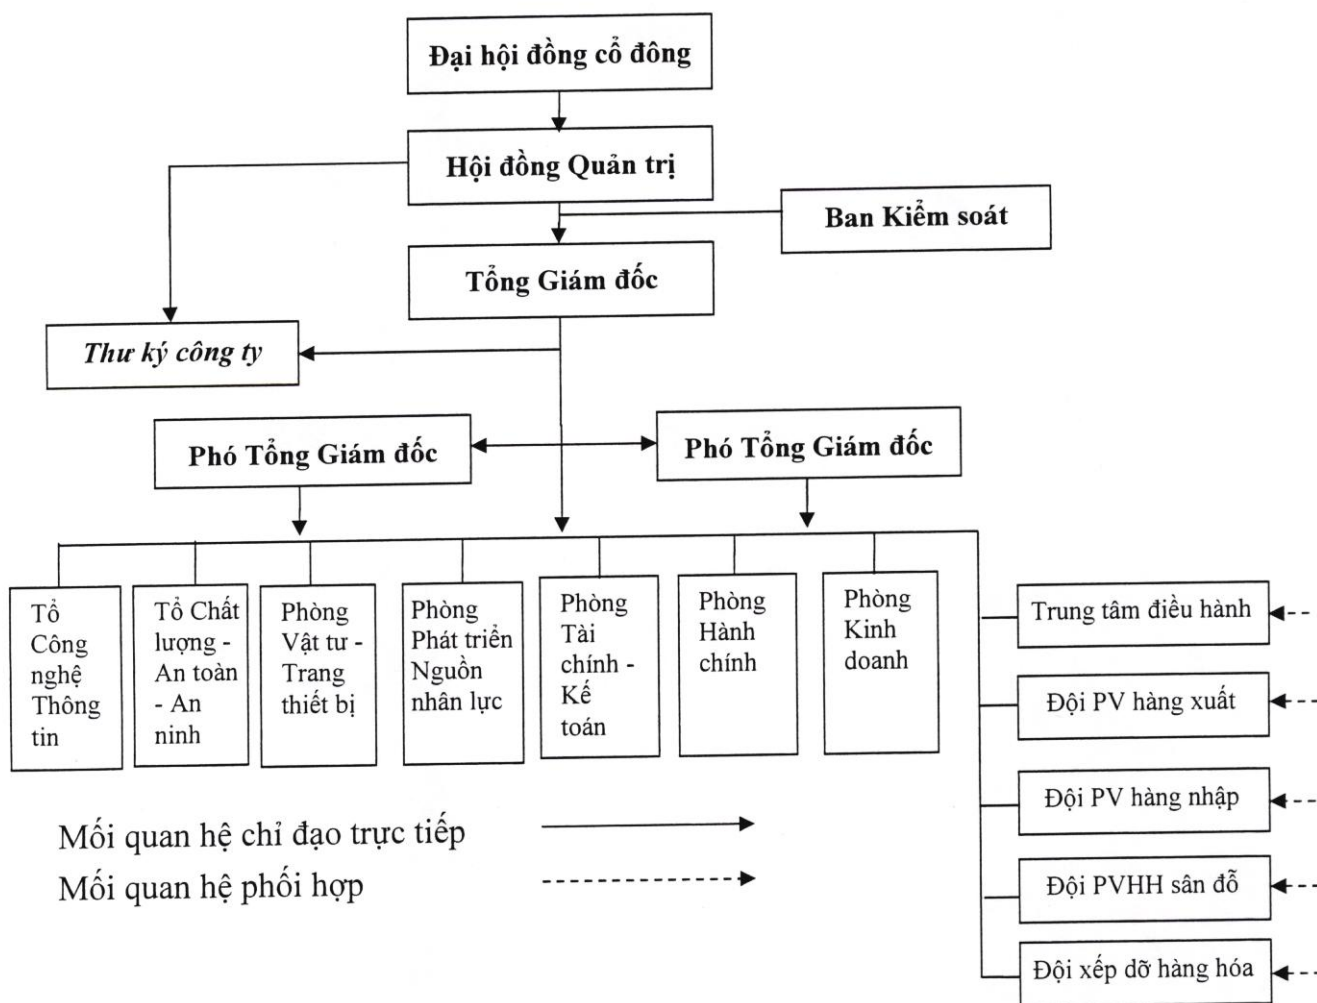 Đại hội đồng cổ đông
Hội đồng Quản trị
Ban Kiểm soát
Tổng Giám đốc
Thư ký công ty
Phó Tổng Giám đốc
Phó Tổng Giám đốc
Tổ
Công
nghệ
Thông
tin
Tổ Chất
lượng -
An toàn
- An
ninh
Phòng
Vật tư -
Trang
thiết bị
Phòng
Phát triển
Nguồn
nhân lực
Phòng
Tài
chính -
Kế
toán
Phòng
Hành
chính
Phòng
Kinh
doanh
Trung tâm điều hành
Đội PV hàng xuất
Đội PV hàng nhập
Đội PVHH sân đỗ
Đội xếp dỡ hàng hóa
Mối quan hệ chỉ đạo trực tiếp
Mối quan hệ phối hợp